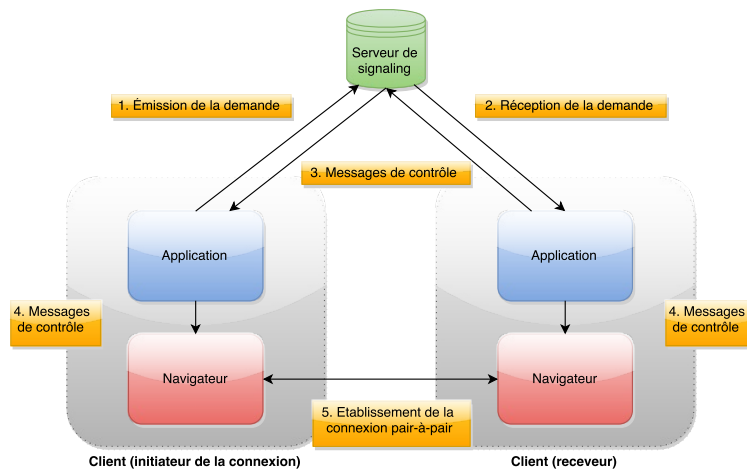 Serveur de
signaling
1. Émission de la demande
2. Réception de la demande
3. Messages de contrôle
Application
Application
4. Messages
de contrôle
4. Messages
de contrôle
Navigateur
Navigateur
5. Etablissement de la
connexion pair-à-pair
Client (initiateur de la connexion)
Client (receveur)